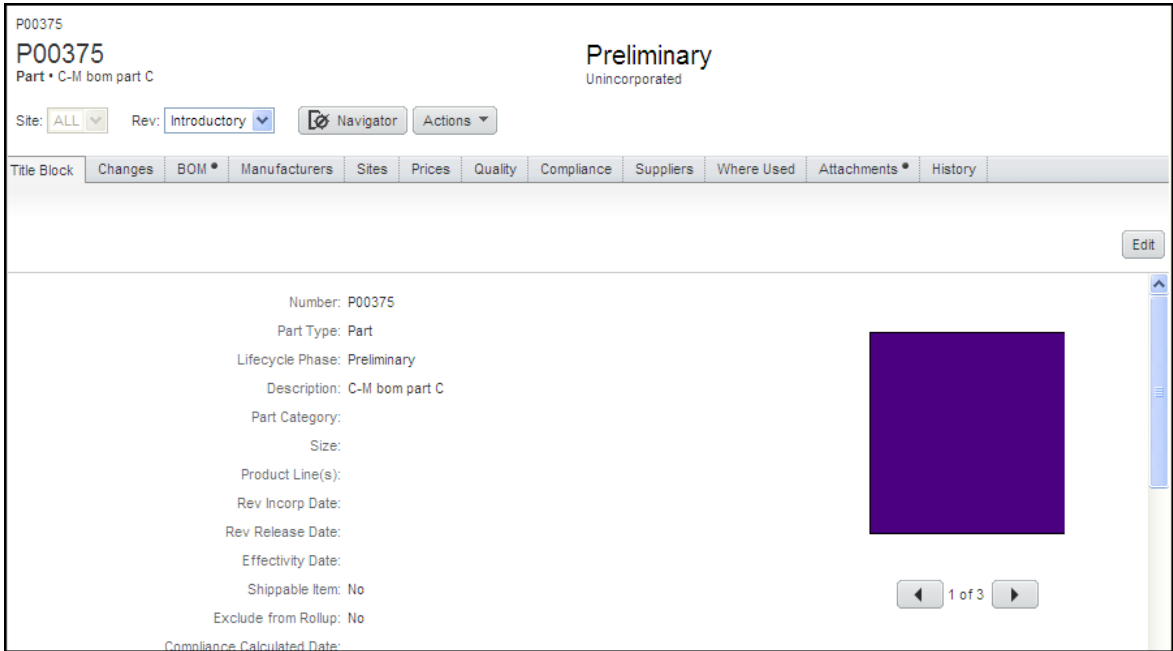 P00375
P00375
Preliminary
Part • C-M bom part C
Unincorporated
Site: ALL Rev: Introductory Navigator Actions
Title Block Changes BOM • Manufacturers Sites Prices Quality Compliance Suppliers Where Used Attachments • History
Edit
Number: P00375
Part Type: Part
Lifecycle Phase: Preliminary
Description: C-M bom part C
Part Category:
Size:
Product Line(s):
Rev Incorp Date:
Rev Release Date:
Effectivity Date:
Shippable Item: No
1 of 3
Exclude from Rollup: No
Compliance Calculated Date: